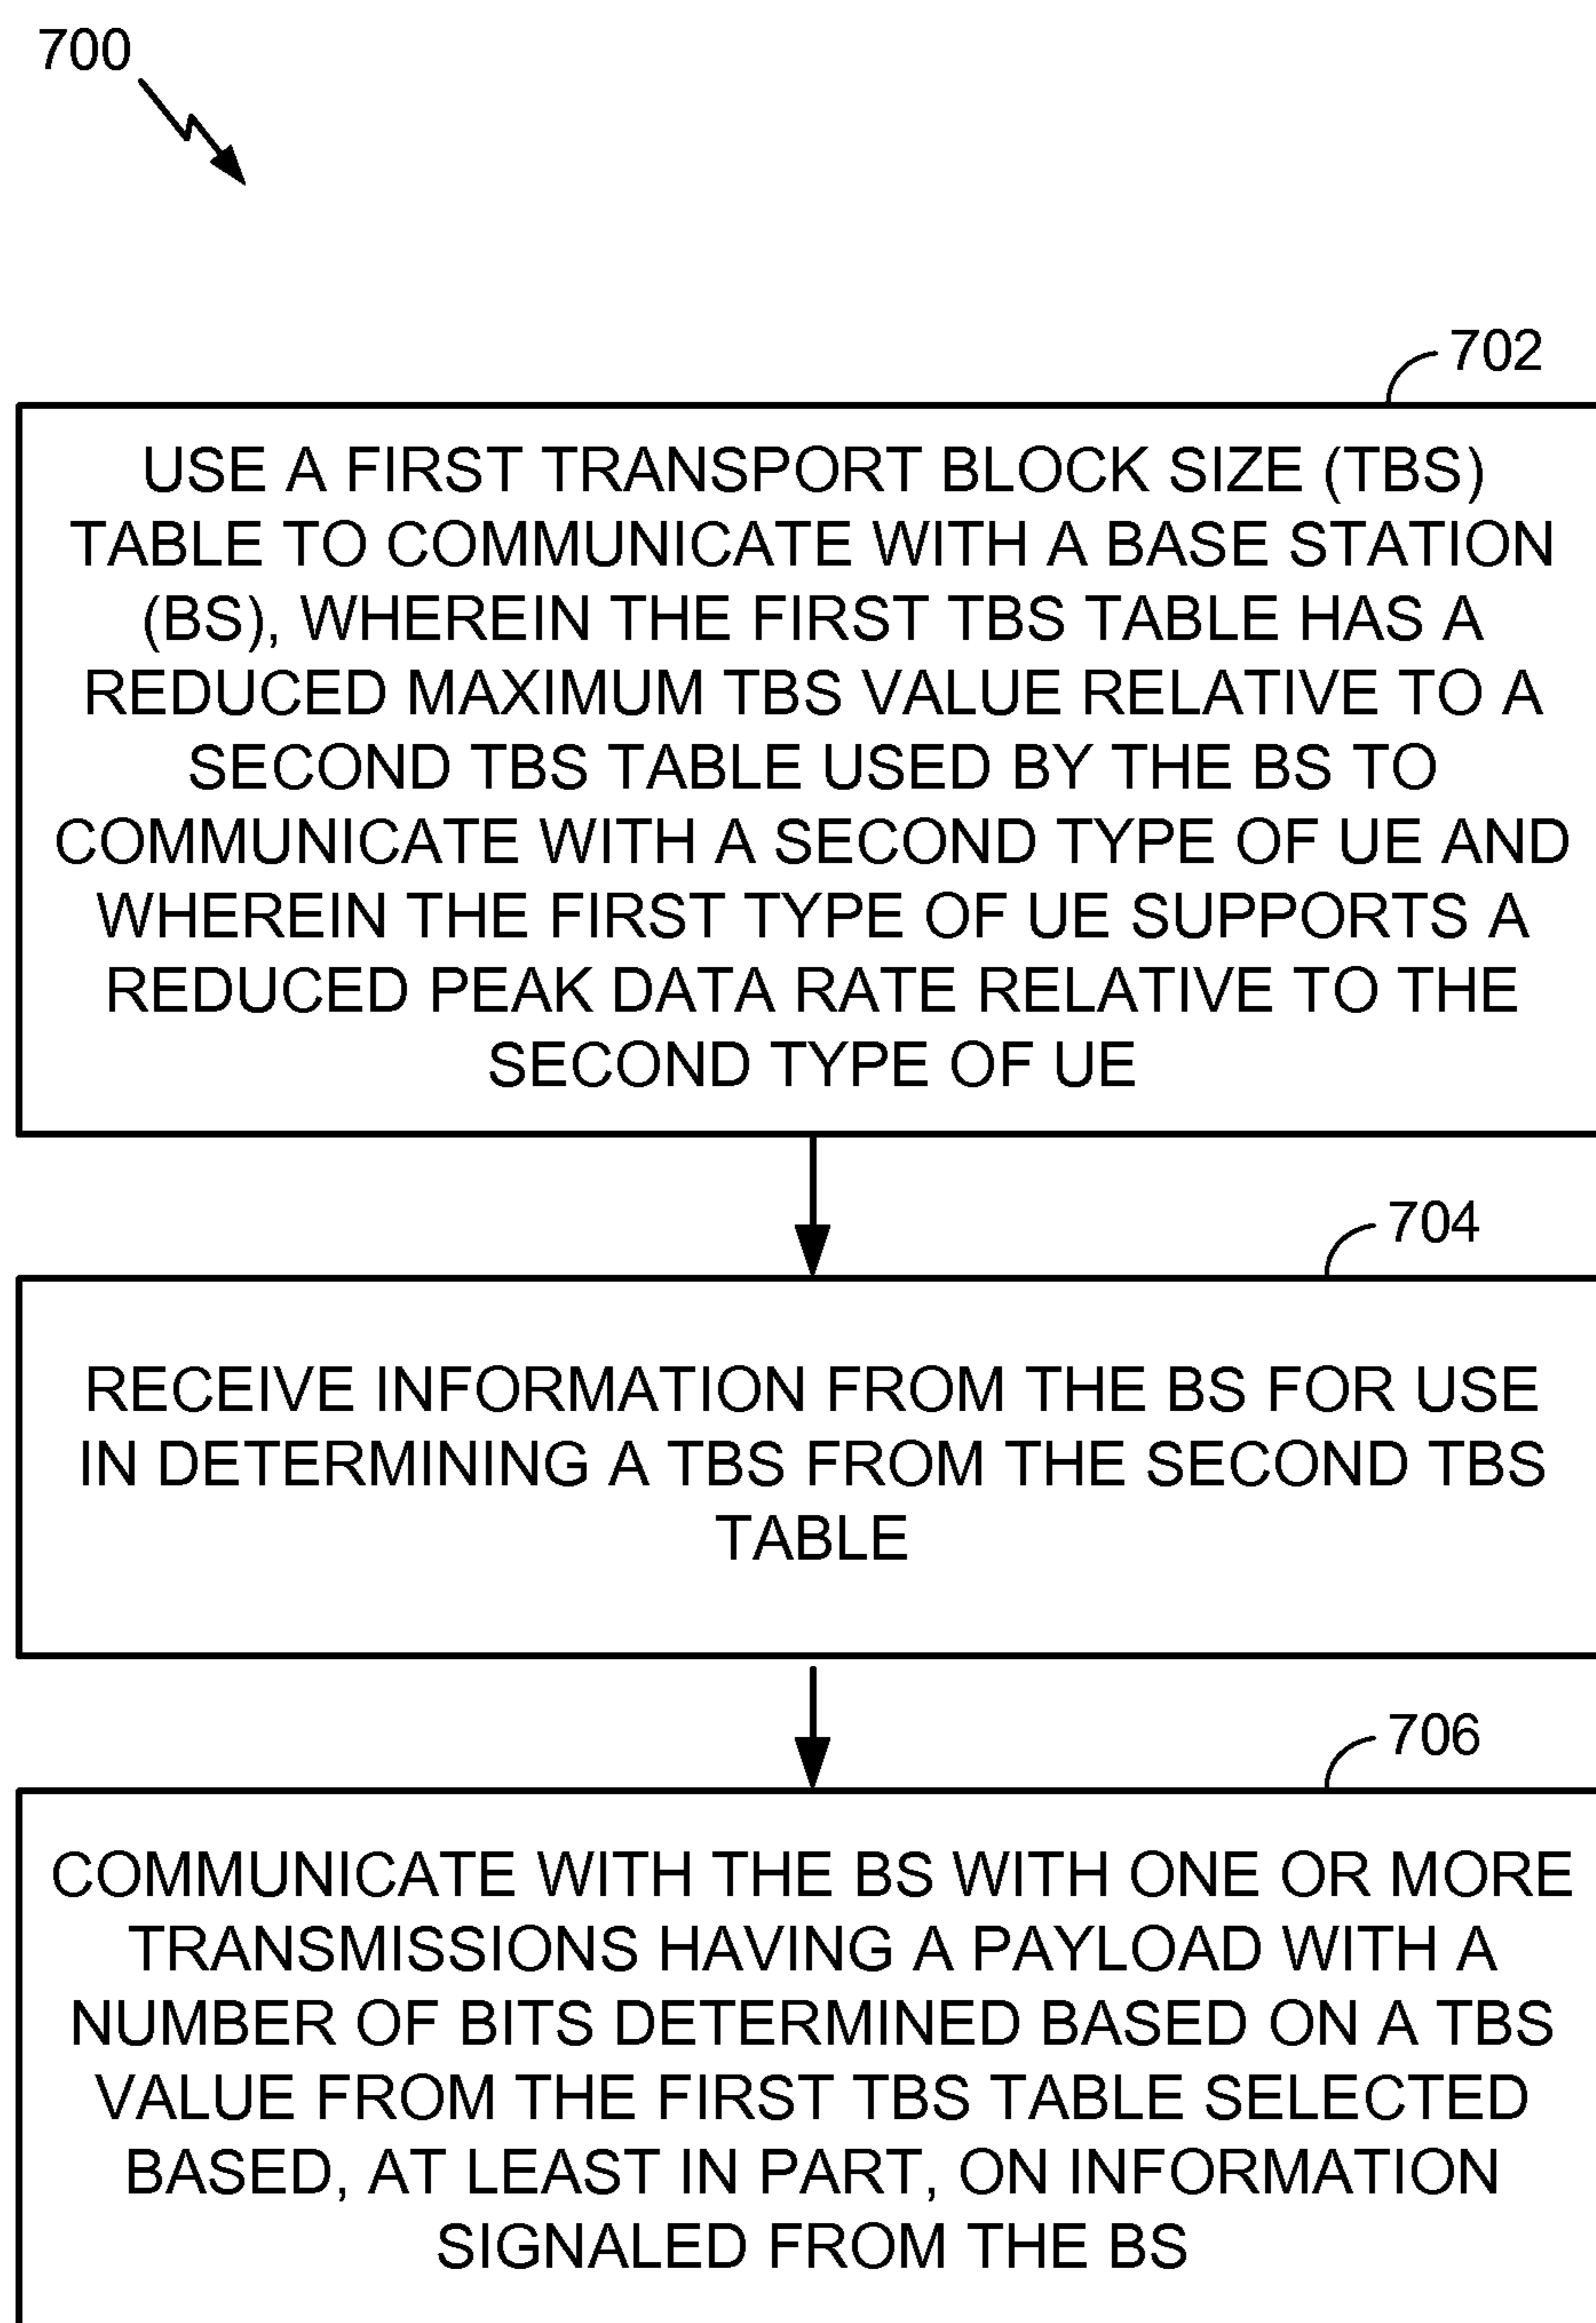 700
702
USE A FIRST TRANSPORT BLOCK SIZE (TBS)
TABLE TO COMMUNICATE WITH A BASE STATION
(BS), WHEREIN THE FIRST TBS TABLE HAS A
REDUCED MAXIMUM TBS VALUE RELATIVE TO A
SECOND TBS TABLE USED BY THE BS TO
COMMUNICATE WITH A SECOND TYPE OF UE AND
WHEREIN THE FIRST TYPE OF UE SUPPORTS A
REDUCED PEAK DATA RATE RELATIVE TO THE
SECOND TYPE OF UE
704
RECEIVE INFORMATION FROM THE BS FOR USE
IN DETERMINING A TBS FROM THE SECOND TBS
TABLE
706
COMMUNICATE WITH THE BS WITH ONE OR MORE
TRANSMISSIONS HAVING A PAYLOAD WITH A
NUMBER OF BITS DETERMINED BASED ON A TBS
VALUE FROM THE FIRST TBS TABLE SELECTED
BASED, AT LEAST IN PART, ON INFORMATION
SIGNALED FROM THE BS